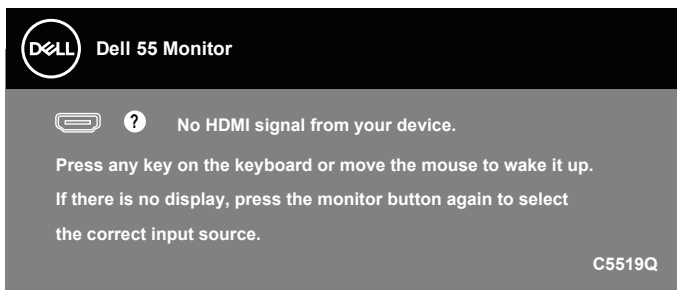 DELL
Dell 55 Monitor
? No HDMI signal from your device.
Press any key on the keyboard or move the mouse to wake it up.
If there is no display, press the monitor button again to select
the correct input source.
C5519Q